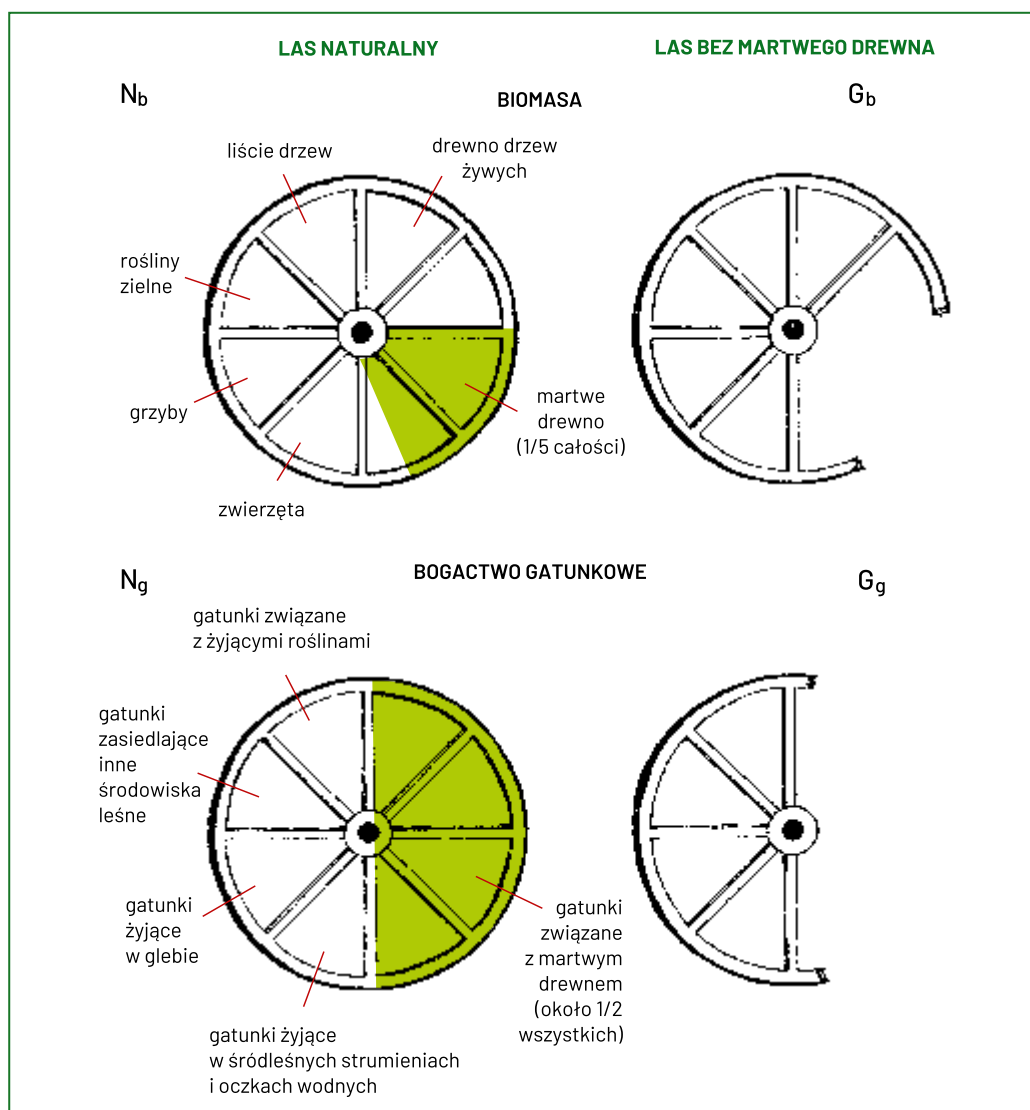 LAS NATURALNY
LAS BEZ MARTWEGO DREWNA
Nb
BIOMASA
Gb
liście drzew
drewno drzew
żywych
rośliny
zielne
grzyby
martwe
drewno
(1/5 całości)
zwierzęta
Ng
BOGACTWO GATUNKOWE
Gg
gatunki związane
z żyjącymi roślinami
gatunki
zasiedlające
inne
środowiska
leśne
gatunki
żyjące
w glebie
gatunki
związane
z martwym
drewnem
(około 1/2
wszystkich)
gatunki żyjące
w śródleśnych strumieniach
i oczkach wodnych